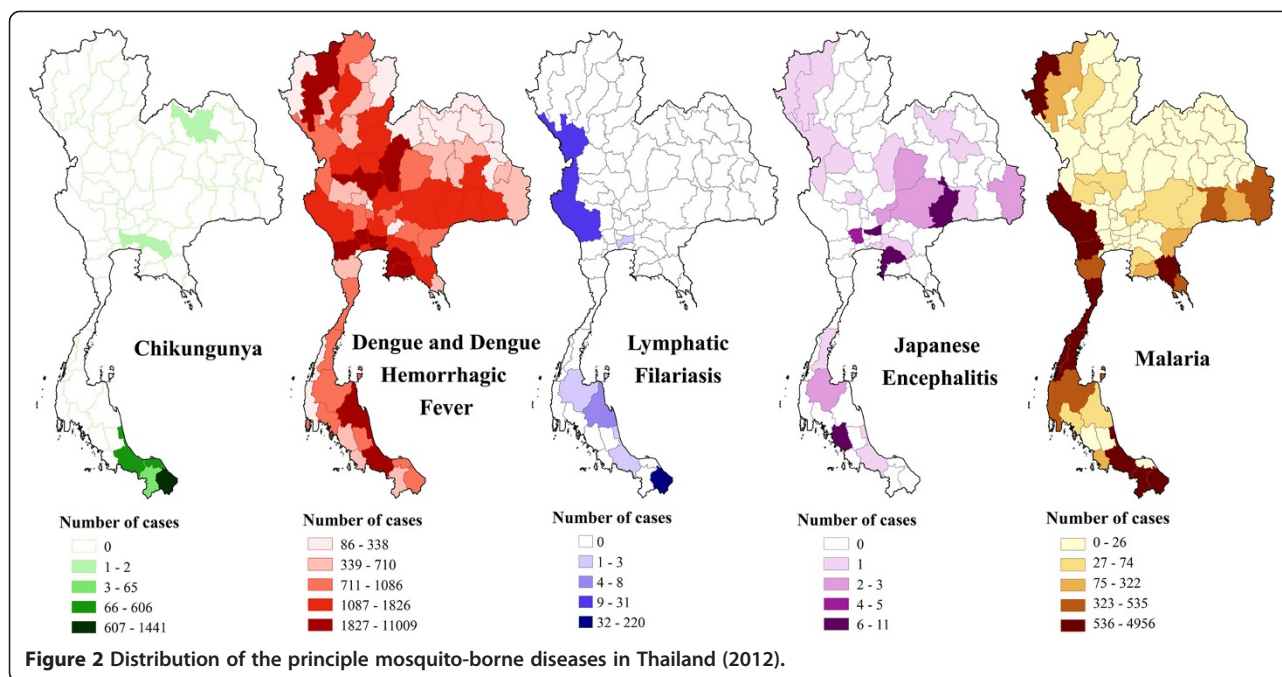 Chikungunya
Dengue and Dengue
Hemorrhagic
Fever
Lymphatic
Filariasis
Japanese
Encephalitis
Malaria
Number of cases
0
1 - 2
3 - 65
66 - 606
607 - 1441
Number of cases
86 - 338
339 - 710
711 - 1086
1087 - 1826
1827 - 11009
Number of cases
0
1 - 3
4 - 8
9 - 31
32 - 220
Number of cases
0
1
2 - 3
4 - 5
6 - 11
Number of cases
0 - 26
27 - 74
75 - 322
323 - 535
536 - 4956
Figure 2 Distribution of the principle mosquito-borne diseases in Thailand (2012).